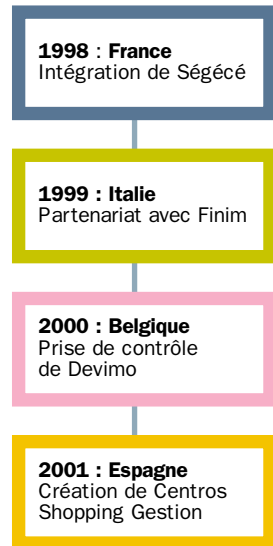 1998 : France
Intégration de Ségécé
1999 : Italie
Partenariat avec Finim
2000 : Belgique
Prise de contrôle
de Devimo
2001 : Espagne
Création de Centros
Shopping Gestion